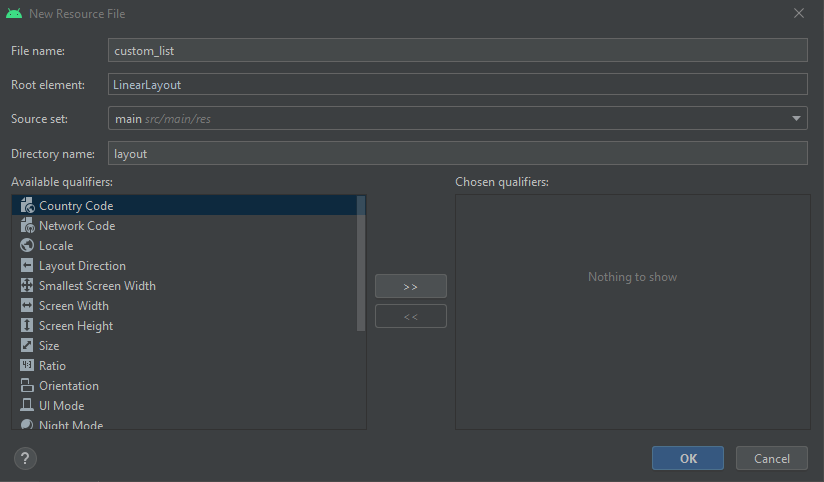 New Resource File
File name: custom_list
Root element: LinearLayout
Source set: main src/main/res
Directory name: layout
Available qualifiers:
Chosen qualifiers:
Country Code
Network Code
Locale
Layout Direction
Smallest Screen Width
Screen Width
Screen Height
Size
Ratio
Orientation
UI Mode
Night Mode
>>
<<
Nothing to show
?
OK
Cancel